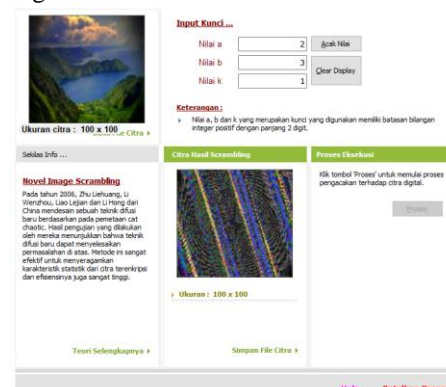 Input Kunci ...
Nilai a 2 Acak Nilai
Nilai b 3 Clear Display
Nilai k 1
Keterangan :
Nilai a, b dan k yang merupakan kunci yang digunakan memiliki batasan bilangan
integer positif dengan panjang 2 digit.
Ukuran citra : 100 x 100
File Citra
Sekilas Info ...
Novel Image Scrambling
Pada tahun 2006, Zhu Liehuang, Li
Wenzhou, Liao Lejian dan Li Hong dari
China mendesain sebuah teknik difusi
baru berdasarkan pada pemetaan cat
chaotic. Hasil pengujian yang dilakukan
oleh mereka menunjukkan bahwa teknik
difusi baru dapat menyelesaikan
permasalahan di atas. Metode ini sangat
efektif untuk menyeragamkan
karakteristik statistik dari citra terenkripsi
dan efisiensinya juga sangat tinggi.
Teori Selengkapnya
Citra Hasil Scrambling
Ukuran : 100 x 100
Simpan File Citra
Proses Eksekusi
Klik tombol 'Proses' untuk memulai proses
pengacakan terhadap citra digital.
Proses